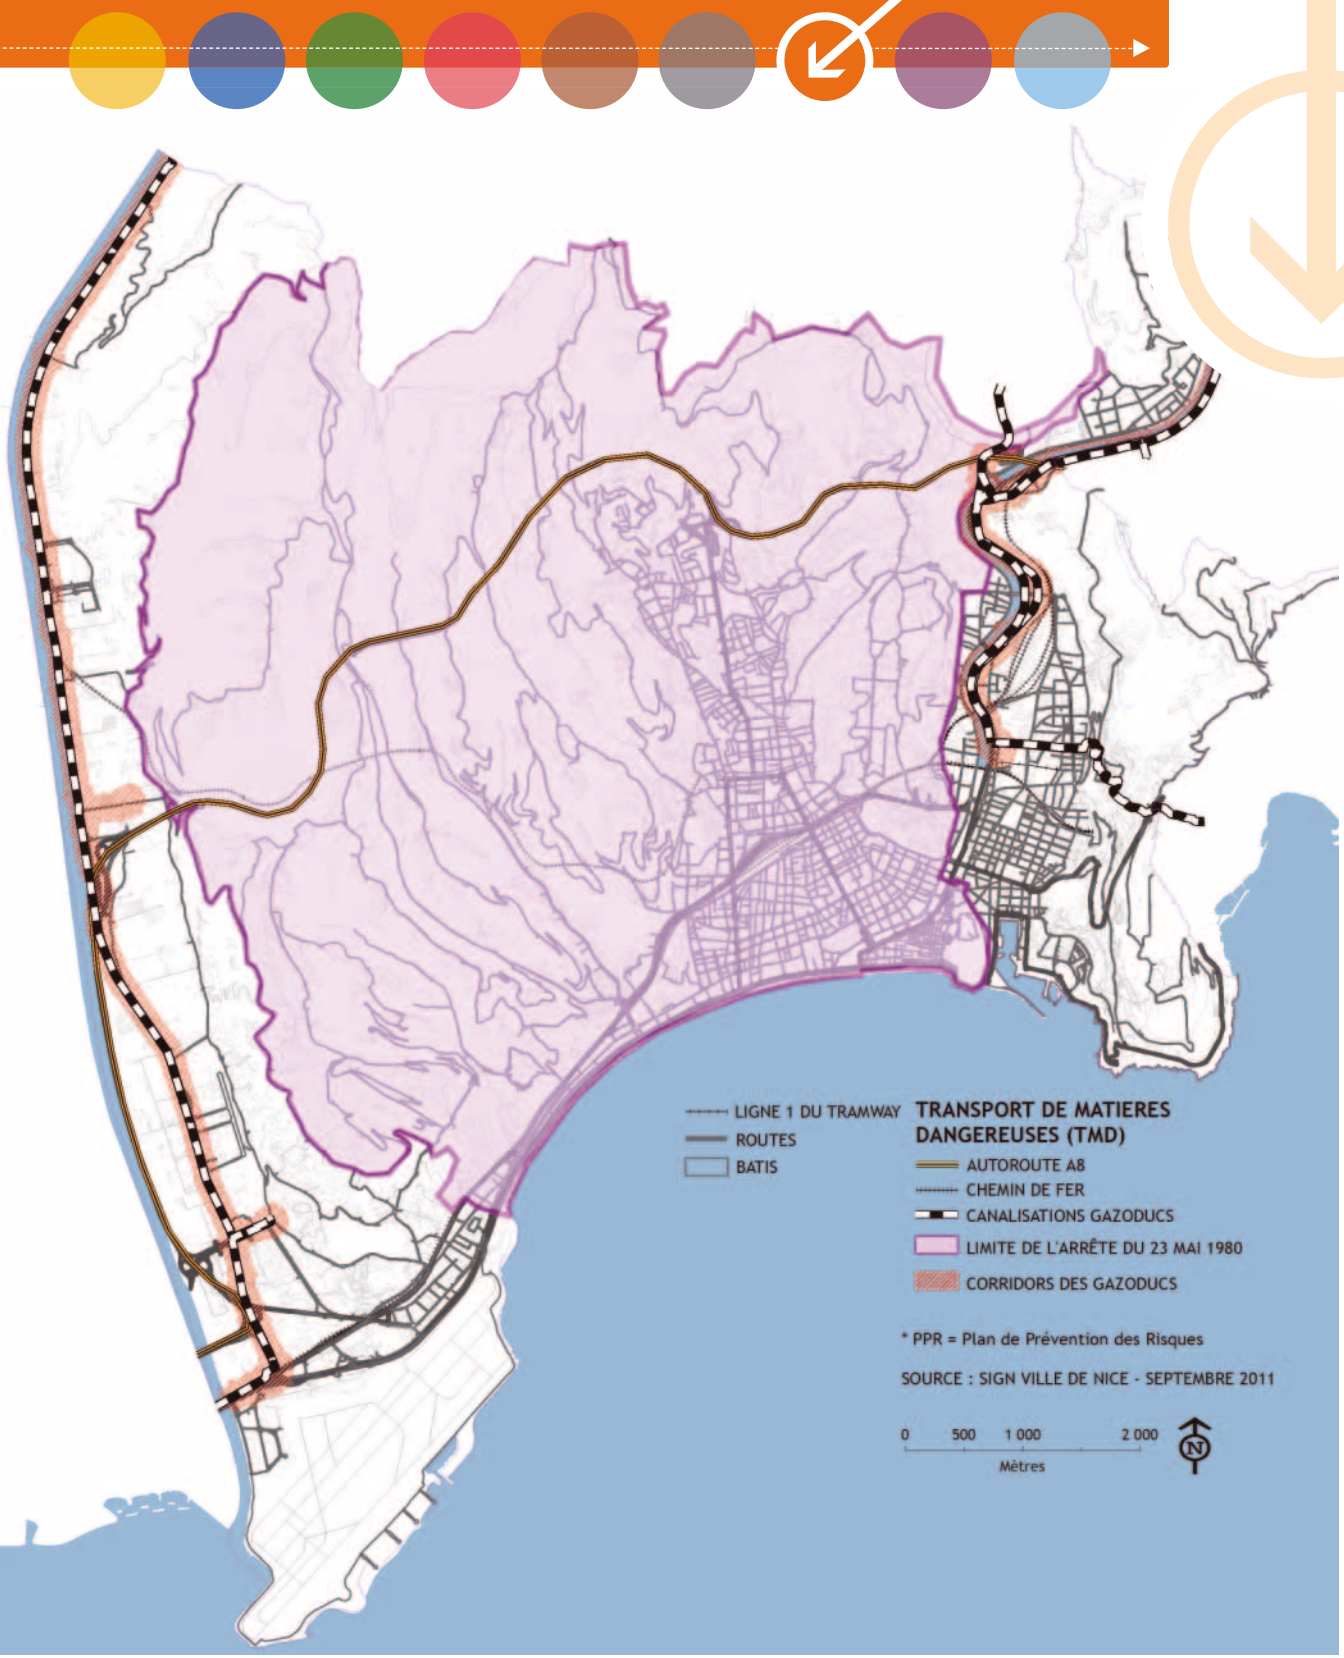 LIGNE 1 DU TRAMWAY
ROUTES
BATIS
TRANSPORT DE MATIERES
DANGEREUSES (TMD)
AUTOROUTE A8
CHEMIN DE FER
CANALISATIONS GAZODUCS
LIMITE DE L'ARRÊTE DU 23 MAI 1980
CORRIDORS DES GAZODUCS
* PPR = Plan de Prévention des Risques
SOURCE : SIGN VILLE DE NICE - SEPTEMBRE 2011
0 500 1 000 2 000
Mètres
N